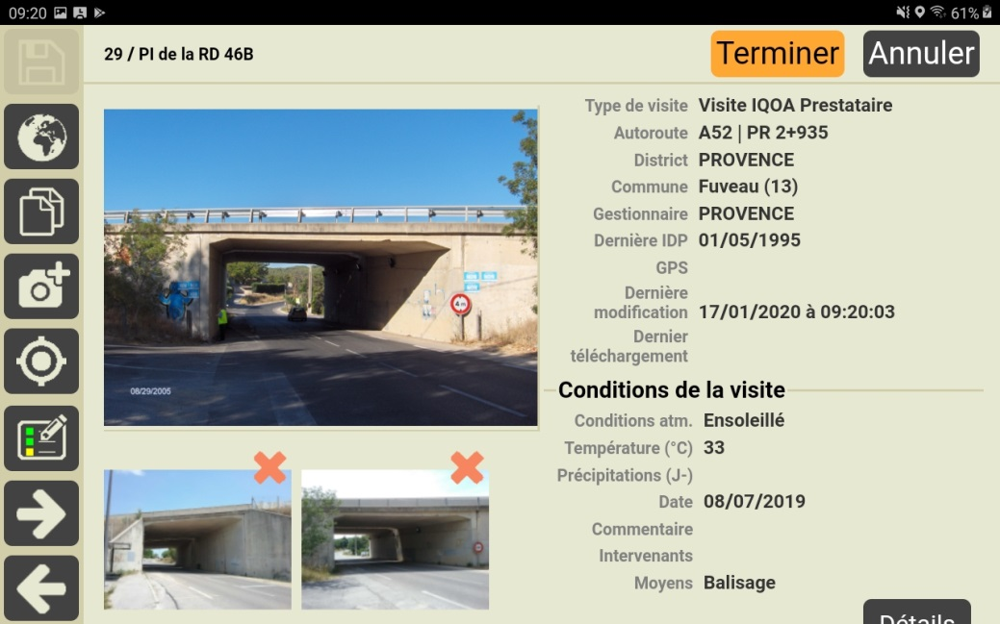 09:20
61%
29 / PI de la RD 46B
Terminer
Annuler
Type de visite Visite IQOA Prestataire
Autoroute A52 | PR 2+935
District PROVENCE
Commune Fuveau (13)
Gestionnaire PROVENCE
Dernière IDP 01/05/1995
GPS
Dernière
modification 17/01/2020 à 09:20:03
Dernier
téléchargement
4 m
08/29/2005
Conditions de la visite
Conditions atm. Ensoleillé
Température (°C) 33
Précipitations (J-)
Date 08/07/2019
Commentaire
Intervenants
Moyens Balisage
Détails